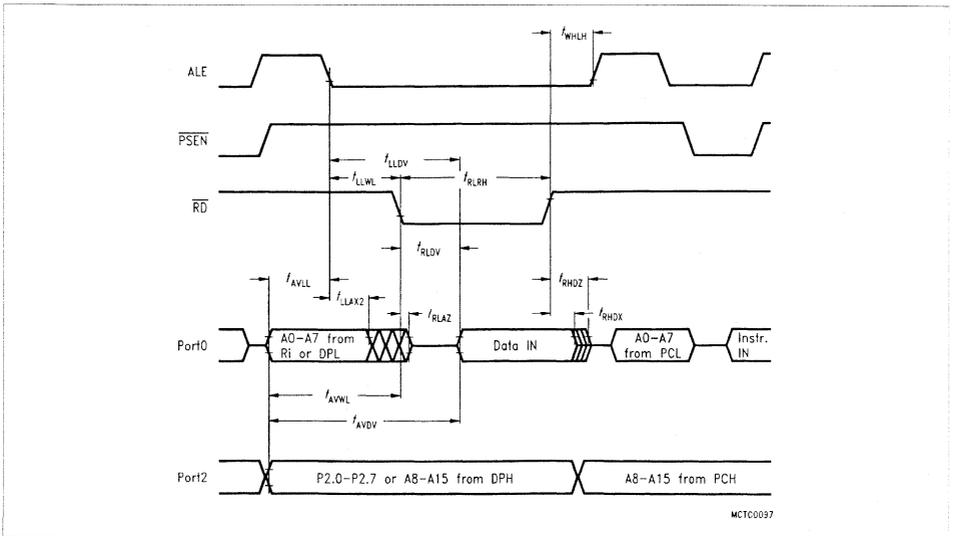 tWHLH
ALE
PSEN
tLLDV
tLLWL
tRLRH
RD
tRLDV
tAVLL
tRHDZ
tLLAX2
tRLAZ
tRHDX
Port0
A0-A7 from
Ri or DPL
Data IN
A0-A7
from PCL
Instr.
IN
tAVWL
tAVDV
Port2
P2.0-P2.7 or A8-A15 from DPH
A8-A15 from PCH
MCTC0097